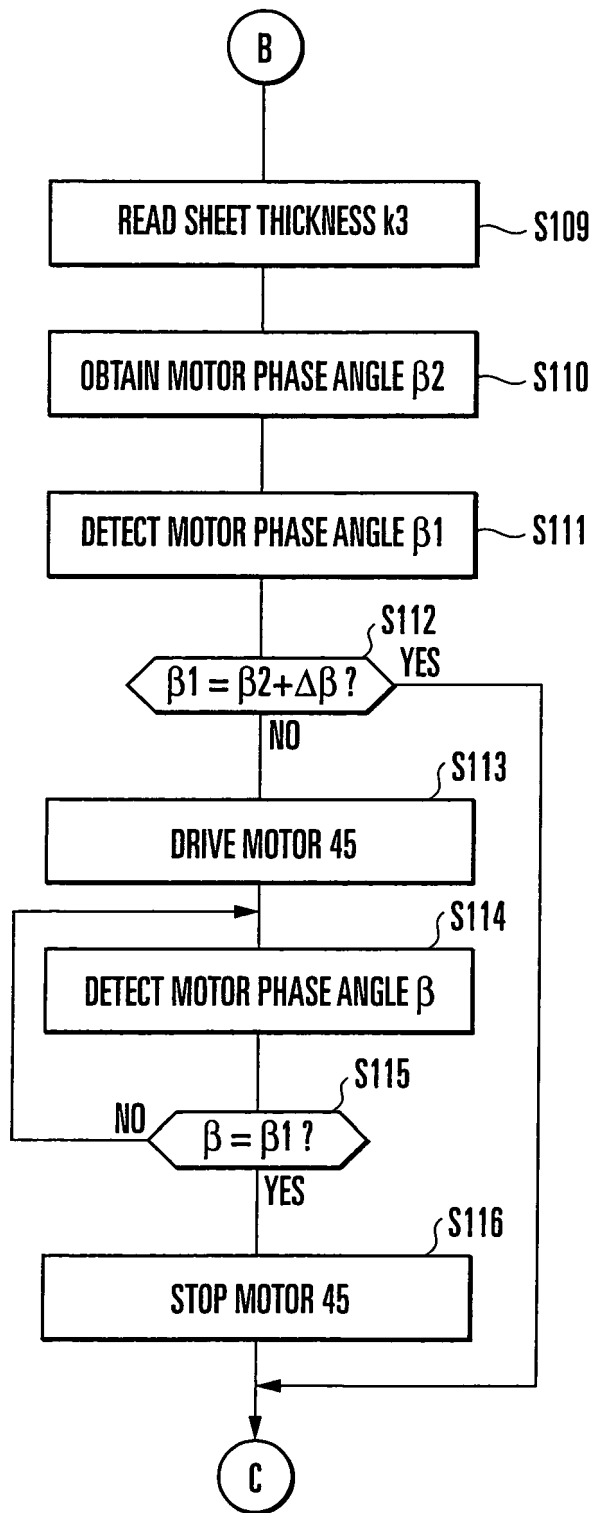 B
READ SHEET THICKNESS k3
S109
OBTAIN MOTOR PHASE ANGLE β2
S110
DETECT MOTOR PHASE ANGLE β1
S111
S112
β1 = β2+Δβ ?
YES
NO
S113
DRIVE MOTOR 45
S114
DETECT MOTOR PHASE ANGLE β
S115
NO
β = β1 ?
YES
S116
STOP MOTOR 45
C